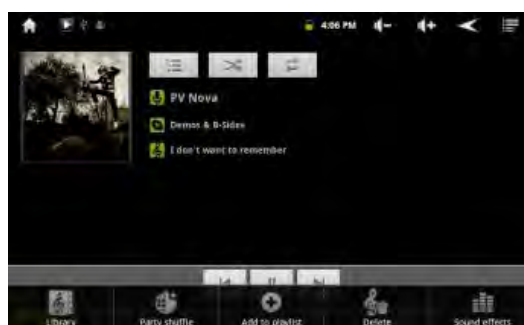 4:06 PM
PV Nova
Demos & B-Sides
I don't want to remember
Library
Party shuffle
Add to playlist
Delete
Sound effects